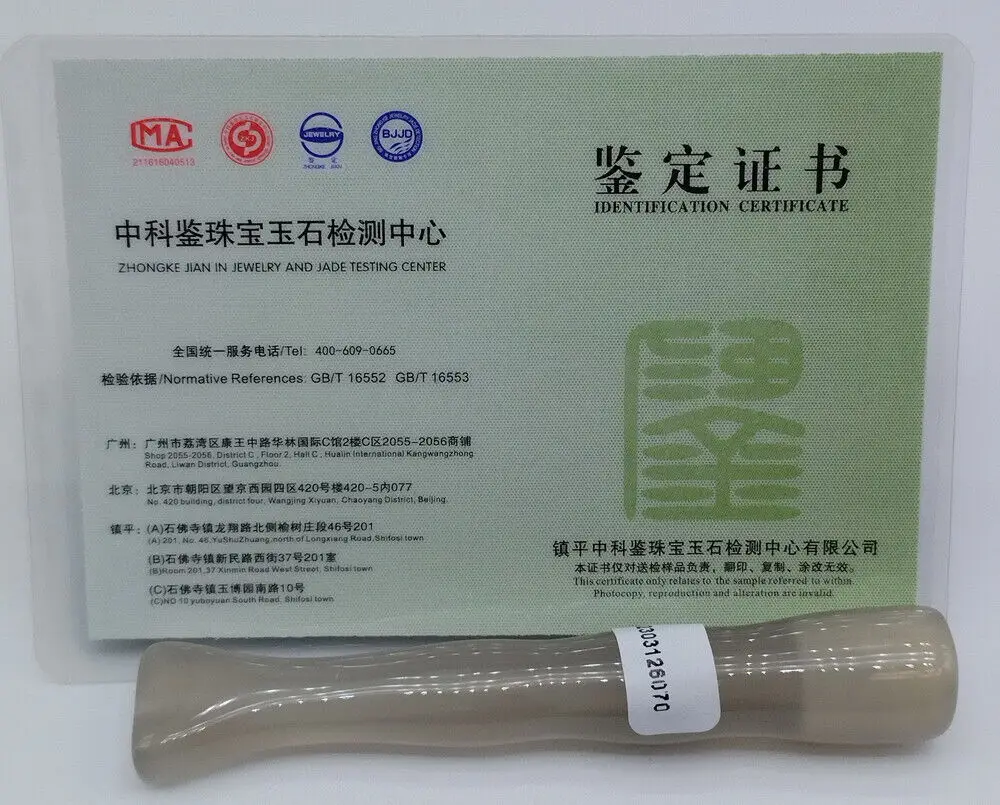 MA
211616040513
ZKJ
JEWELRY
鉴 定
ZHONGKE JIAN
BJJD
鉴定证书
IDENTIFICATION CERTIFICATE
中科鉴珠宝玉石检测中心
ZHONGKE JIAN IN JEWELRY AND JADE TESTING CENTER
全国统一服务电话/Tel: 400-609-0665
检验依据/Normative References: GB/T 16552 GB/T 16553
广州: 广州市荔湾区康王中路华林国际C馆2楼C区2055-2056商铺
Shop 2055-2056, District C , Floor 2, Hall C , Hualin International Kangwangzhong
Road, Liwan District, Guangzhou.
北京: 北京市朝阳区望京西园四区420号楼420-5内077
No. 420 building, district four, Wangjing Xiyuan, Chaoyang District, Beijing.
镇平: (A)石佛寺镇龙翔路北侧榆树庄段46号201
(A) 201, No. 46,YuShuZhuang,north of Longxiang Road,Shifosi town
(B)石佛寺镇新民路西街37号201室
(B)Room 201,37 Xinmin Road West Street, Shifosi town
(C)石佛寺镇玉博园南路10号
(C)NO 10 yuboyuan South Road, Shifosi town
鉴
镇平中科鉴珠宝玉石检测中心有限公司
本证书仅对送检样品负责，翻印、复制、涂改无效。
This certificate only relates to the sample referred to within.
Photocopy, reproduction and alteration are invalid.
303126070